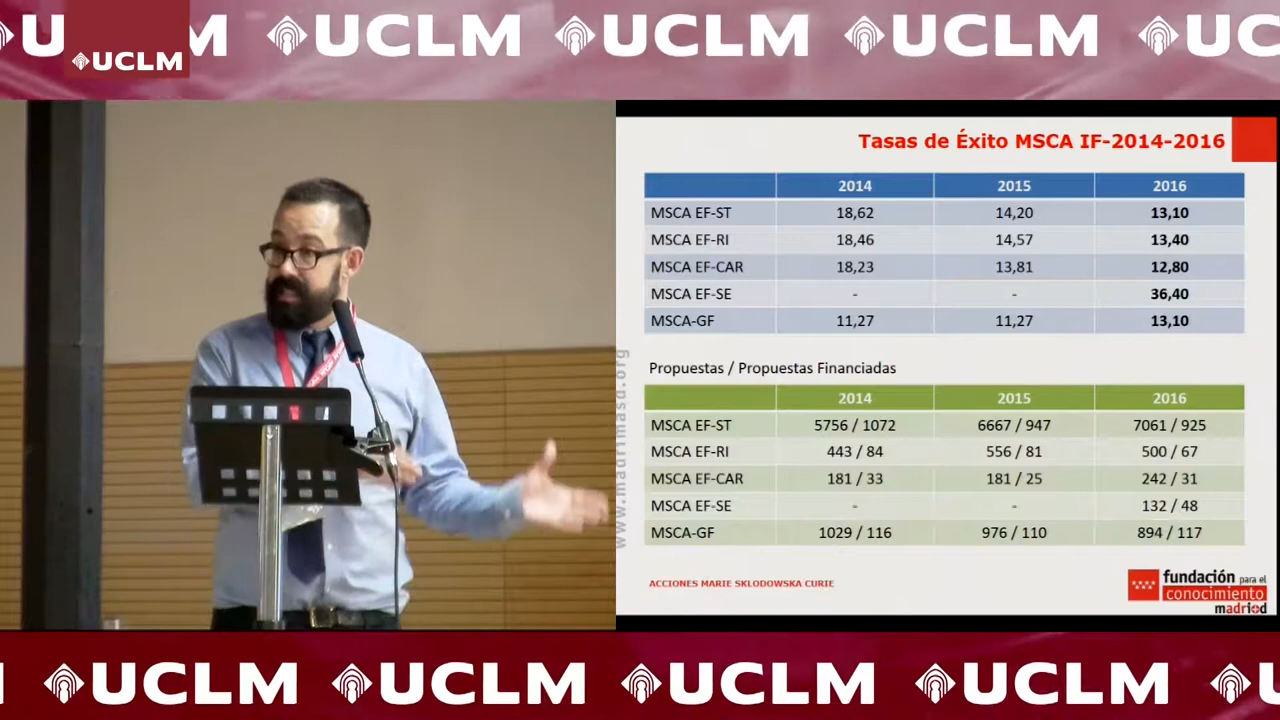 UCLM UCLM UCLM UCLM UC
UCLM
Tasas de Éxito MSCA IF-2014-2016
2014 2015 2016
MSCA EF-ST 18,62 14,20 13,10
MSCA EF-RI 18,46 14,57 13,40
MSCA EF-CAR 18,23 13,81 12,80
MSCA EF-SE - - 36,40
MSCA-GF 11,27 11,27 13,10
www.madrimasd.org
Propuestas / Propuestas Financiadas
2014 2015 2016
MSCA EF-ST 5756 / 1072 6667 / 947 7061 / 925
MSCA EF-RI 443 / 84 556 / 81 500 / 67
MSCA EF-CAR 181 / 33 181 / 25 242 / 31
MSCA EF-SE - - 132 / 48
MSCA-GF 1029 / 116 976 / 110 894 / 117
ACCIONES MARIE SKLODOWSKA CURIE
fundación para el
conocimiento
madri+d
UCLM UCLM UCLM UCLM